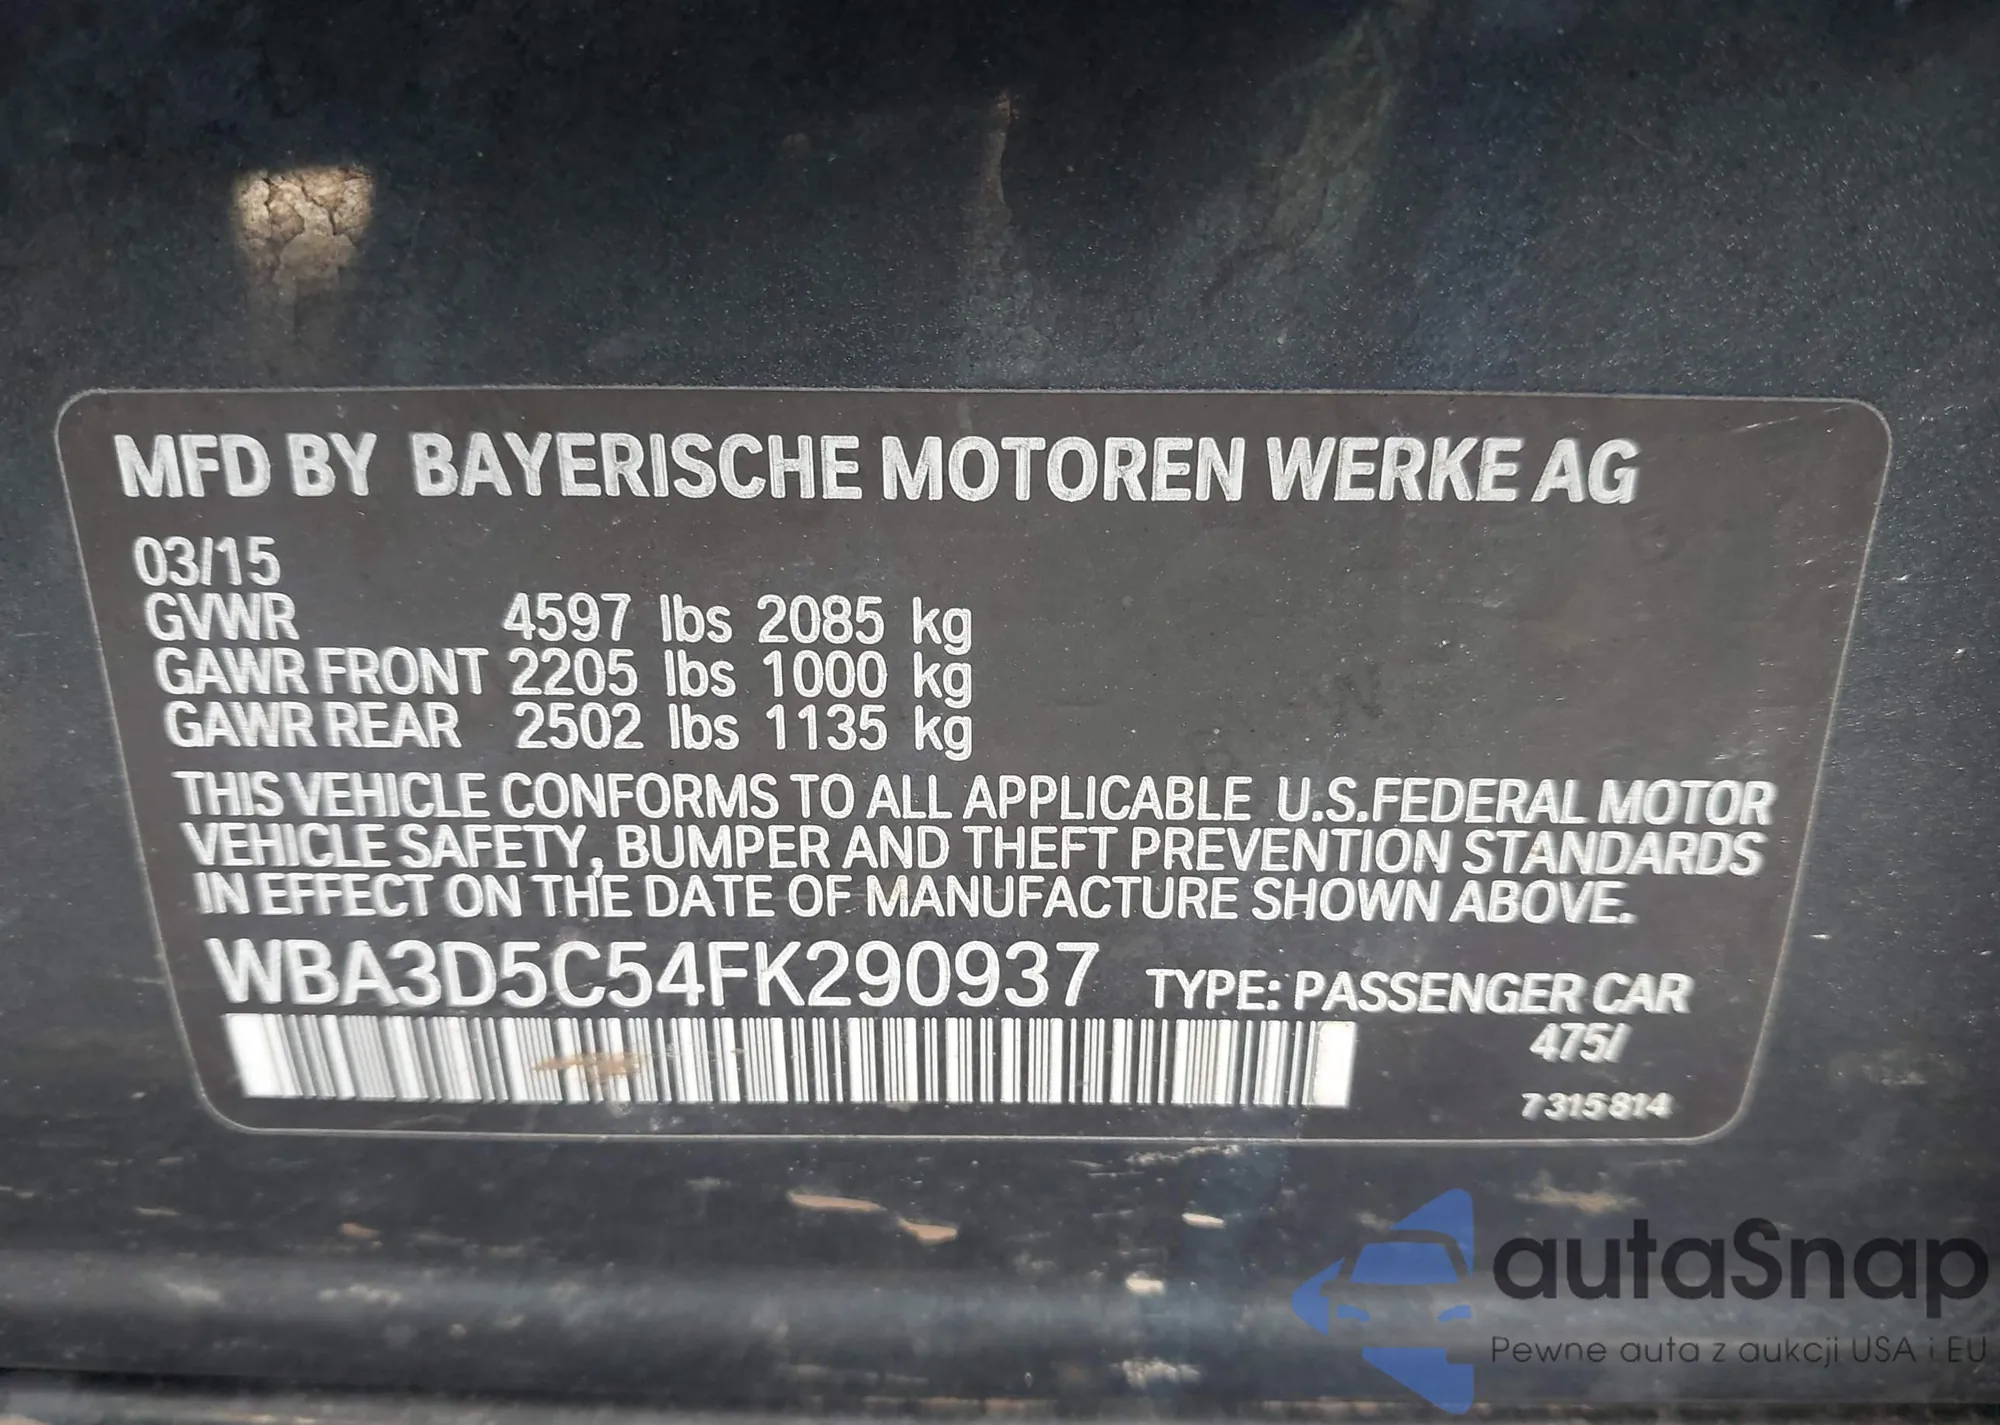 MFD BY BAYERISCHE MOTOREN WERKE AG
03/15
GVWR 4597 lbs 2085 kg
GAWR FRONT 2205 lbs 1000 kg
GAWR REAR 2502 lbs 1135 kg
THIS VEHICLE CONFORMS TO ALL APPLICABLE U.S.FEDERAL MOTOR
VEHICLE SAFETY, BUMPER AND THEFT PREVENTION STANDARDS
IN EFFECT ON THE DATE OF MANUFACTURE SHOWN ABOVE.
WBA3D5C54FK290937 TYPE: PASSENGER CAR
475/
7315814
autaSnap
Pewne auta z aukcji USA i EU